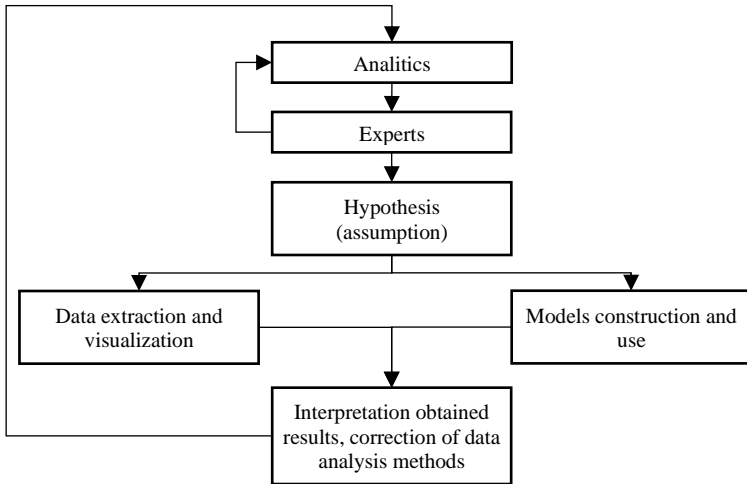 Analitics
Experts
Hypothesis
(assumption)
Data extraction and
visualization
Models construction and
use
Interpretation obtained
results, correction of data
analysis methods